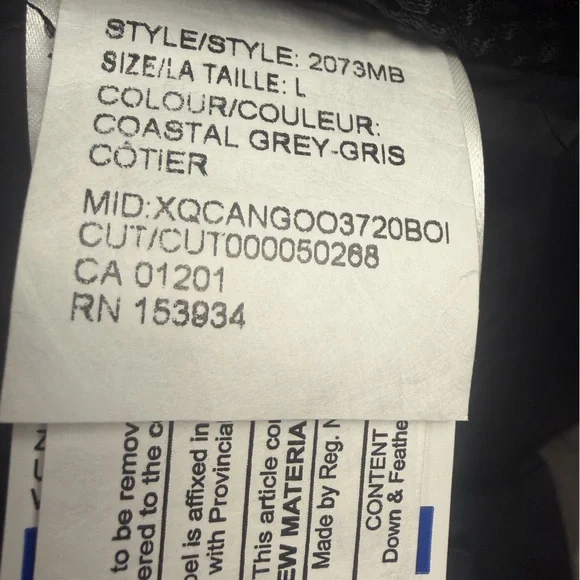 STYLE/STYLE: 2073MB
SIZE/LA TAILLE: L
COLOUR/COULEUR:
COASTAL GREY-GRIS
CÔTIER
MID:XQCANGOO3720BOI
CUT/CUT000050268
CA 01201
RN 153934
to be remov
ered to the c
bel is affixed in
with Provincia
This article co
EW MATERIA
Made by Reg. N
CONTENT
Down & Feathe